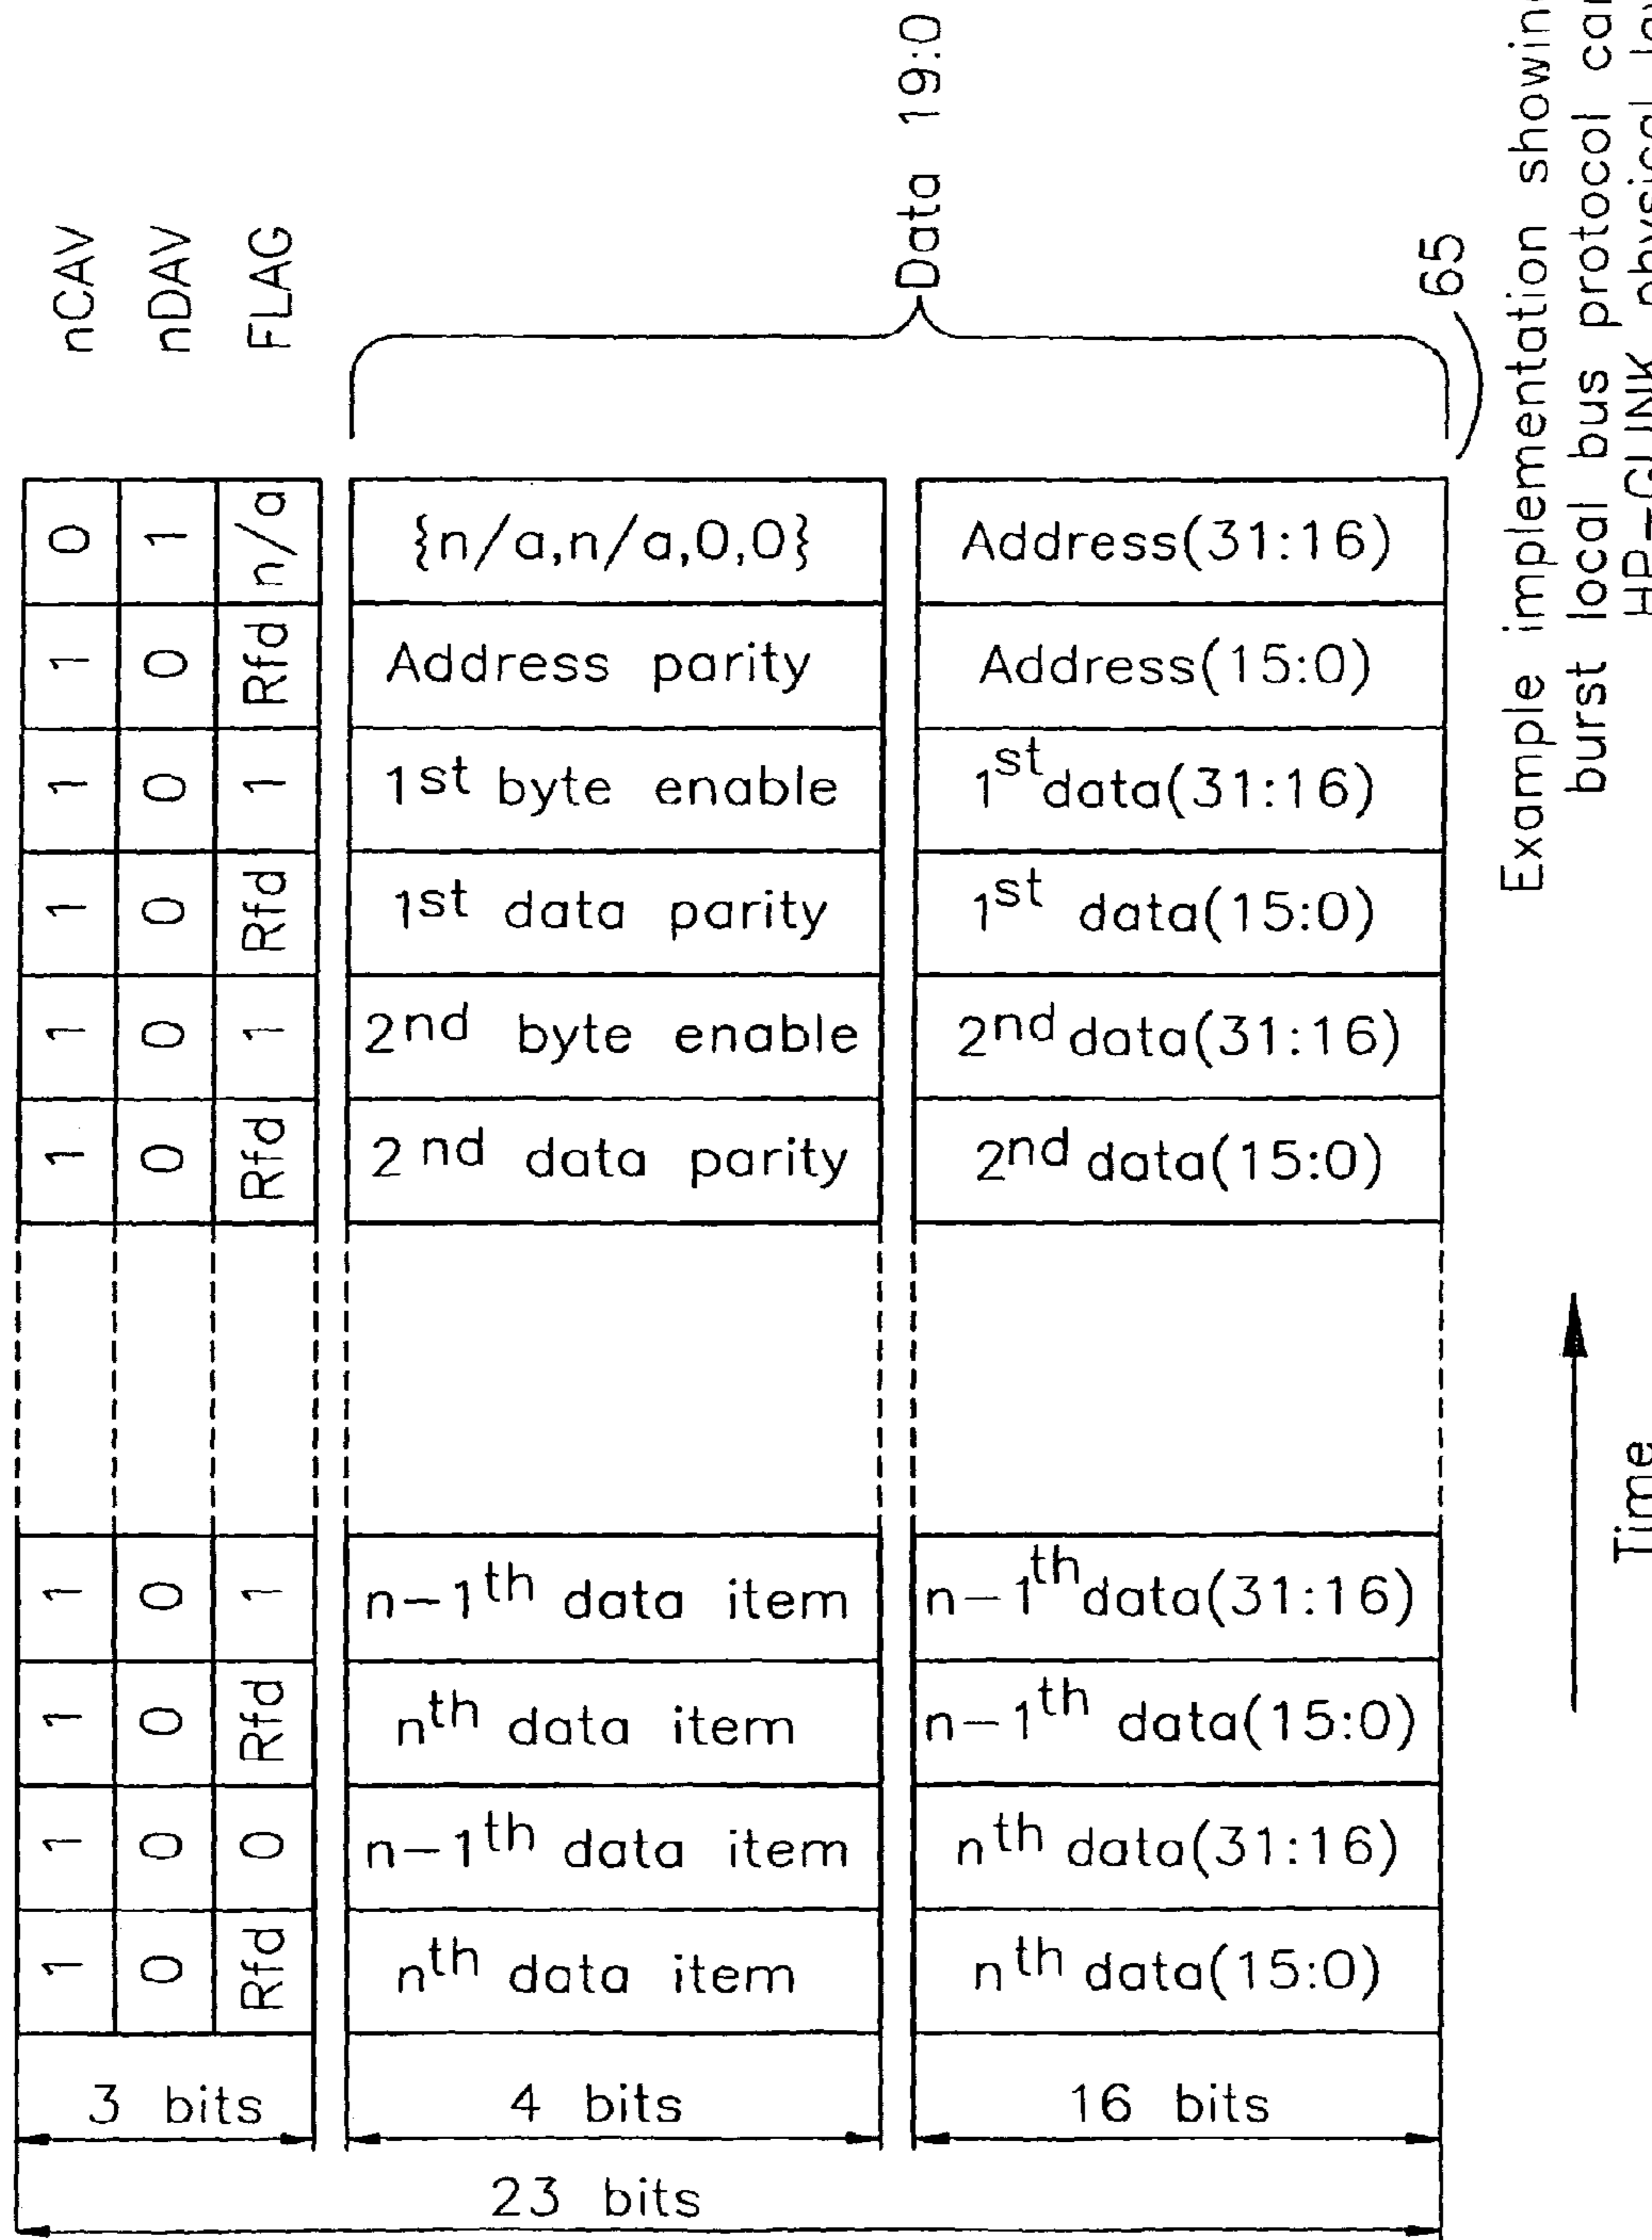 nCAV
nDAV
FLAG
0 1 n/a {n/a,n/a,0,0} Address(31:16)
1 0 Rfd Address parity Address(15:0)
1 0 1 1st byte enable 1st data(31:16)
1 0 Rfd 1st data parity 1st data(15:0)
1 0 1 2nd byte enable 2nd data(31:16)
1 0 Rfd 2nd data parity 2nd data(15:0)
1 0 1 n-1th data item n-1th data(31:16)
1 0 Rfd nth data item n-1th data(15:0)
1 0 0 n-1th data item nth data(31:16)
1 0 Rfd nth data item nth data(15:0)
3 bits 4 bits 16 bits
23 bits
Data 19:0
65
Example implementation showing
burst local bus protocol
HP-GLINK physical
Time